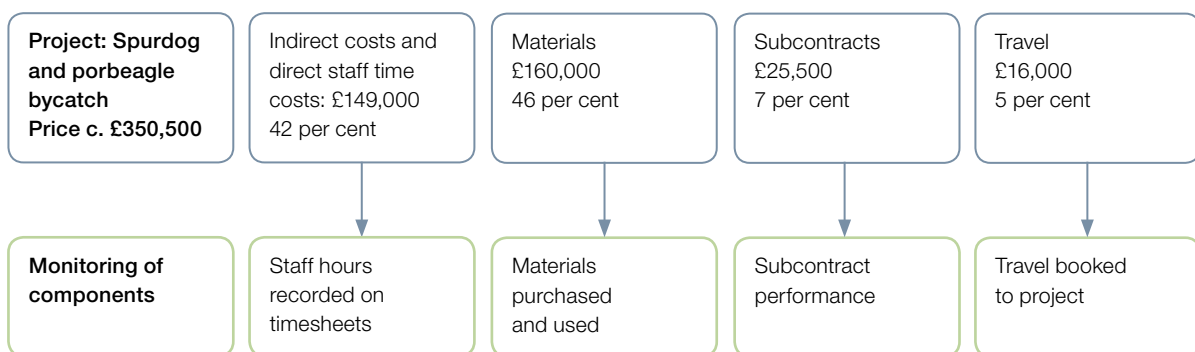 Project: Spurdog
and porbeagle
bycatch
Price c. £350,500
Indirect costs and
direct staff time
costs: £149,000
42 per cent
Materials
£160,000
46 per cent
Subcontracts
£25,500
7 per cent
Travel
£16,000
5 per cent
Monitoring of
components
Staff hours
recorded on
timesheets
Materials
purchased
and used
Subcontract
performance
Travel booked
to project